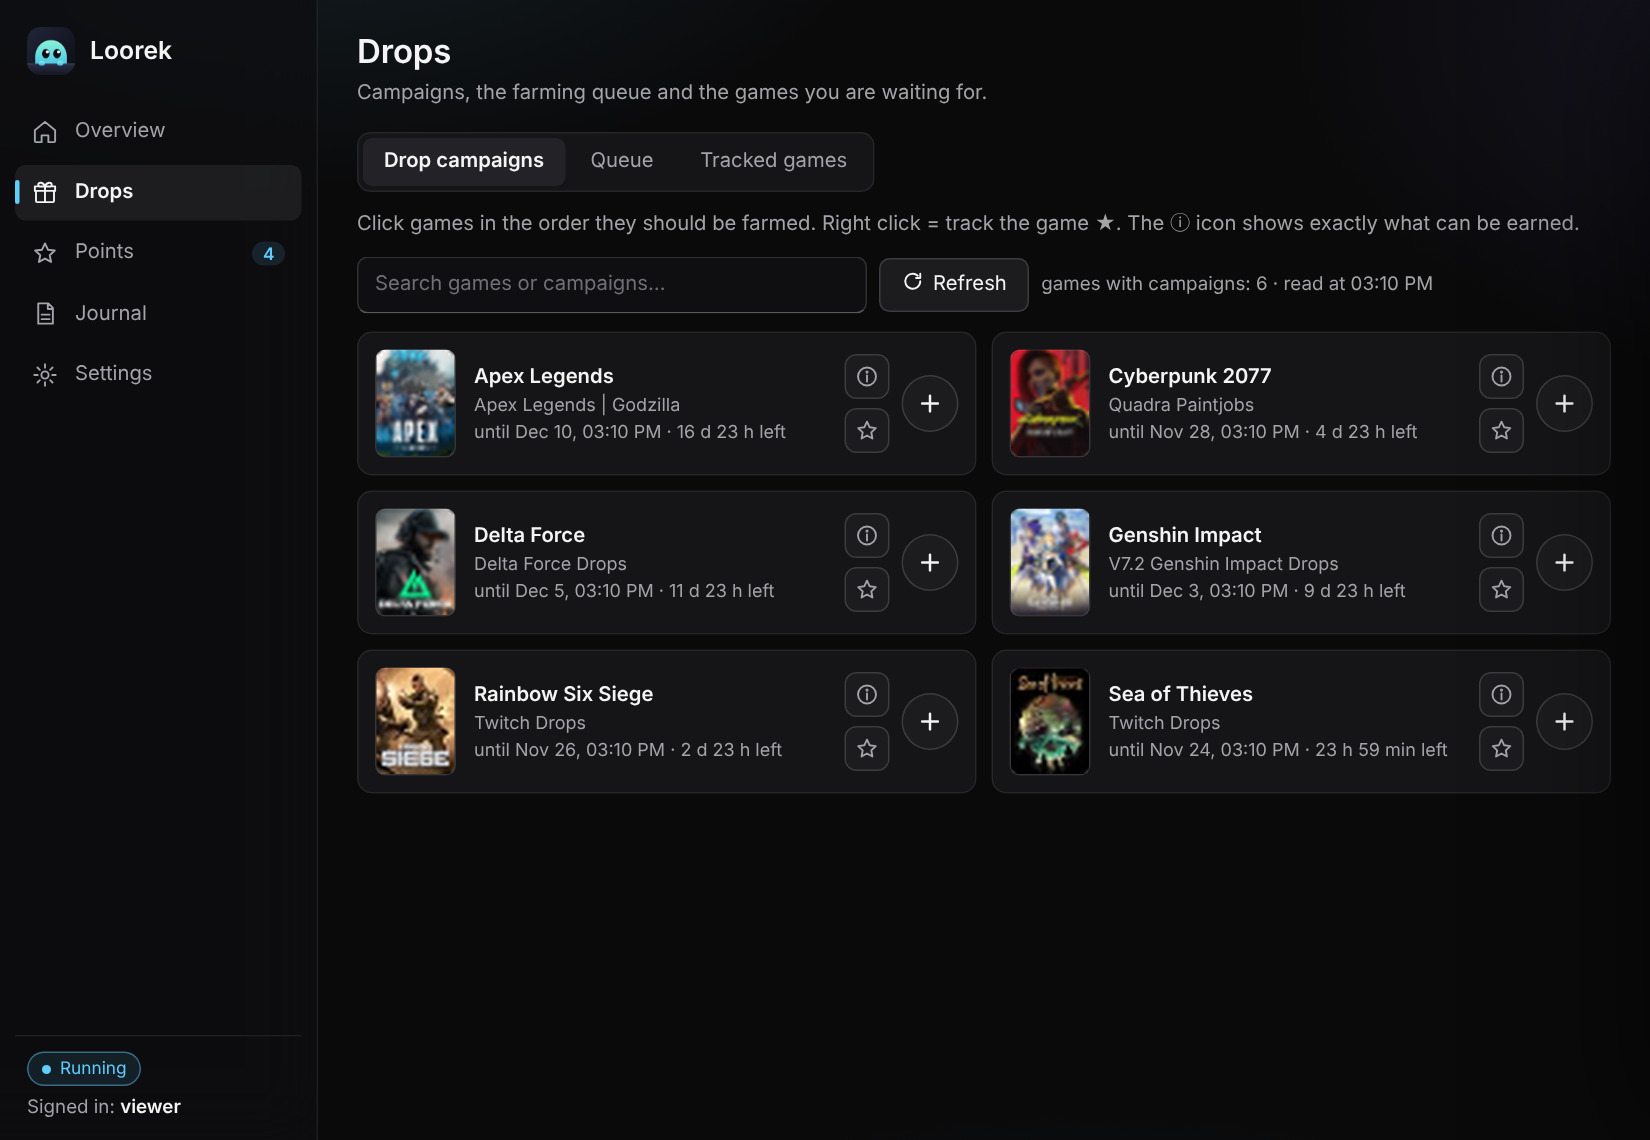 Loorek
Overview
Drops
Points
4
Journal
Settings
Running
Signed in: viewer
Drops
Campaigns, the farming queue and the games you are waiting for.
Drop campaigns
Queue
Tracked games
Click games in the order they should be farmed. Right click = track the game ★. The ⓘ icon shows exactly what can be earned.
Search games or campaigns...
Refresh
games with campaigns: 6 · read at 03:10 PM
APEX
Apex Legends
Apex Legends | Godzilla
until Dec 10, 03:10 PM · 16 d 23 h left
Cyberpunk 2077
Quadra Paintjobs
until Nov 28, 03:10 PM · 4 d 23 h left
DELTA FORCE
Delta Force
Delta Force Drops
until Dec 5, 03:10 PM · 11 d 23 h left
Genshin Impact
V7.2 Genshin Impact Drops
until Dec 3, 03:10 PM · 9 d 23 h left
SIEGE
Rainbow Six Siege
Twitch Drops
until Nov 26, 03:10 PM · 2 d 23 h left
Sea of Thieves
Sea of Thieves
Twitch Drops
until Nov 24, 03:10 PM · 23 h 59 min left